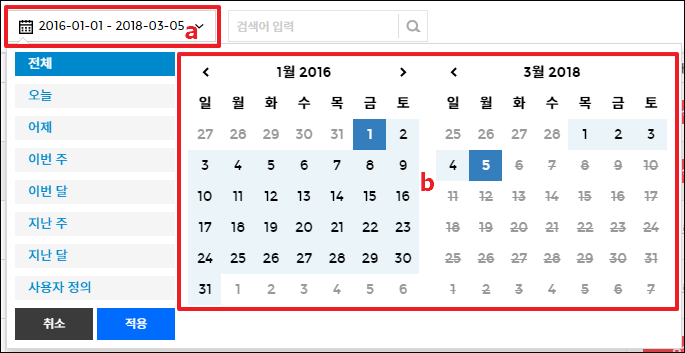 2016-01-01 - 2018-03-05 a 검색어 입력
전체
오늘
어제
이번 주
이번 달
지난 주
지난 달
사용자 정의
취소 적용
1월 2016
일 월 화 수 목 금 토
27 28 29 30 31 1 2
3 4 5 6 7 8 9
10 11 12 13 14 15 16
17 18 19 20 21 22 23
24 25 26 27 28 29 30
31 1 2 3 4 5 6
b
3월 2018
일 월 화 수 목 금 토
25 26 27 28 1 2 3
4 5 6 7 8 9 10
11 12 13 14 15 16 17
18 19 20 21 22 23 24
25 26 27 28 29 30 31
1 2 3 4 5 6 7